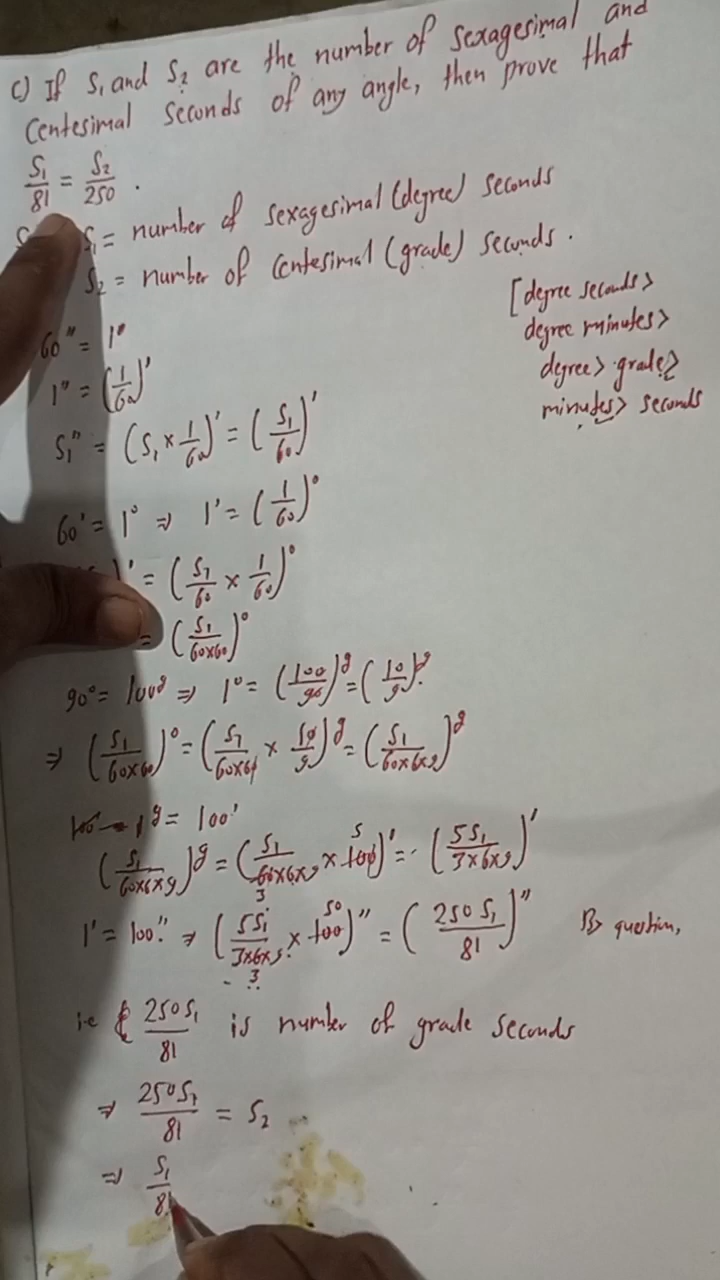 c) If S₁ and S₂ are the number of sexagesimal and
Centesimal seconds of any angle, then prove that
S₁/81 = S₂/250 .
S₁ = number of sexagesimal (degree) seconds
S₂ = number of Centesimal (grade) seconds .
[degree seconds >
degree minutes >
degree > grade >
minutes > seconds
60" = 1'
1" = (1/60)'
S₁" = (S₁ × 1/60)' = (S₁/60)'
60' = 1° ⇒ 1' = (1/60)°
)' = (S₁/60 × 1/60)°
= (S₁/60×60)°
90° = 100g ⇒ 1° = (100/90)g = (10/9)g.
⇒ (S₁/60×60)° = (S₁/60×60 × 10/9)g = (S₁/60×6×9)g
1g = 100'
(S₁/60×6×9)g = (S₁/60×6×9 × 100)' = (5S₁/3×6×9)'
1' = 100" ⇒ (5S₁/3×6×9 × 100)" = (250 S₁/81)" By question,
i.e 250S₁/81 is number of grade seconds
⇒ 250S₁/81 = S₂
⇒ S₁/81